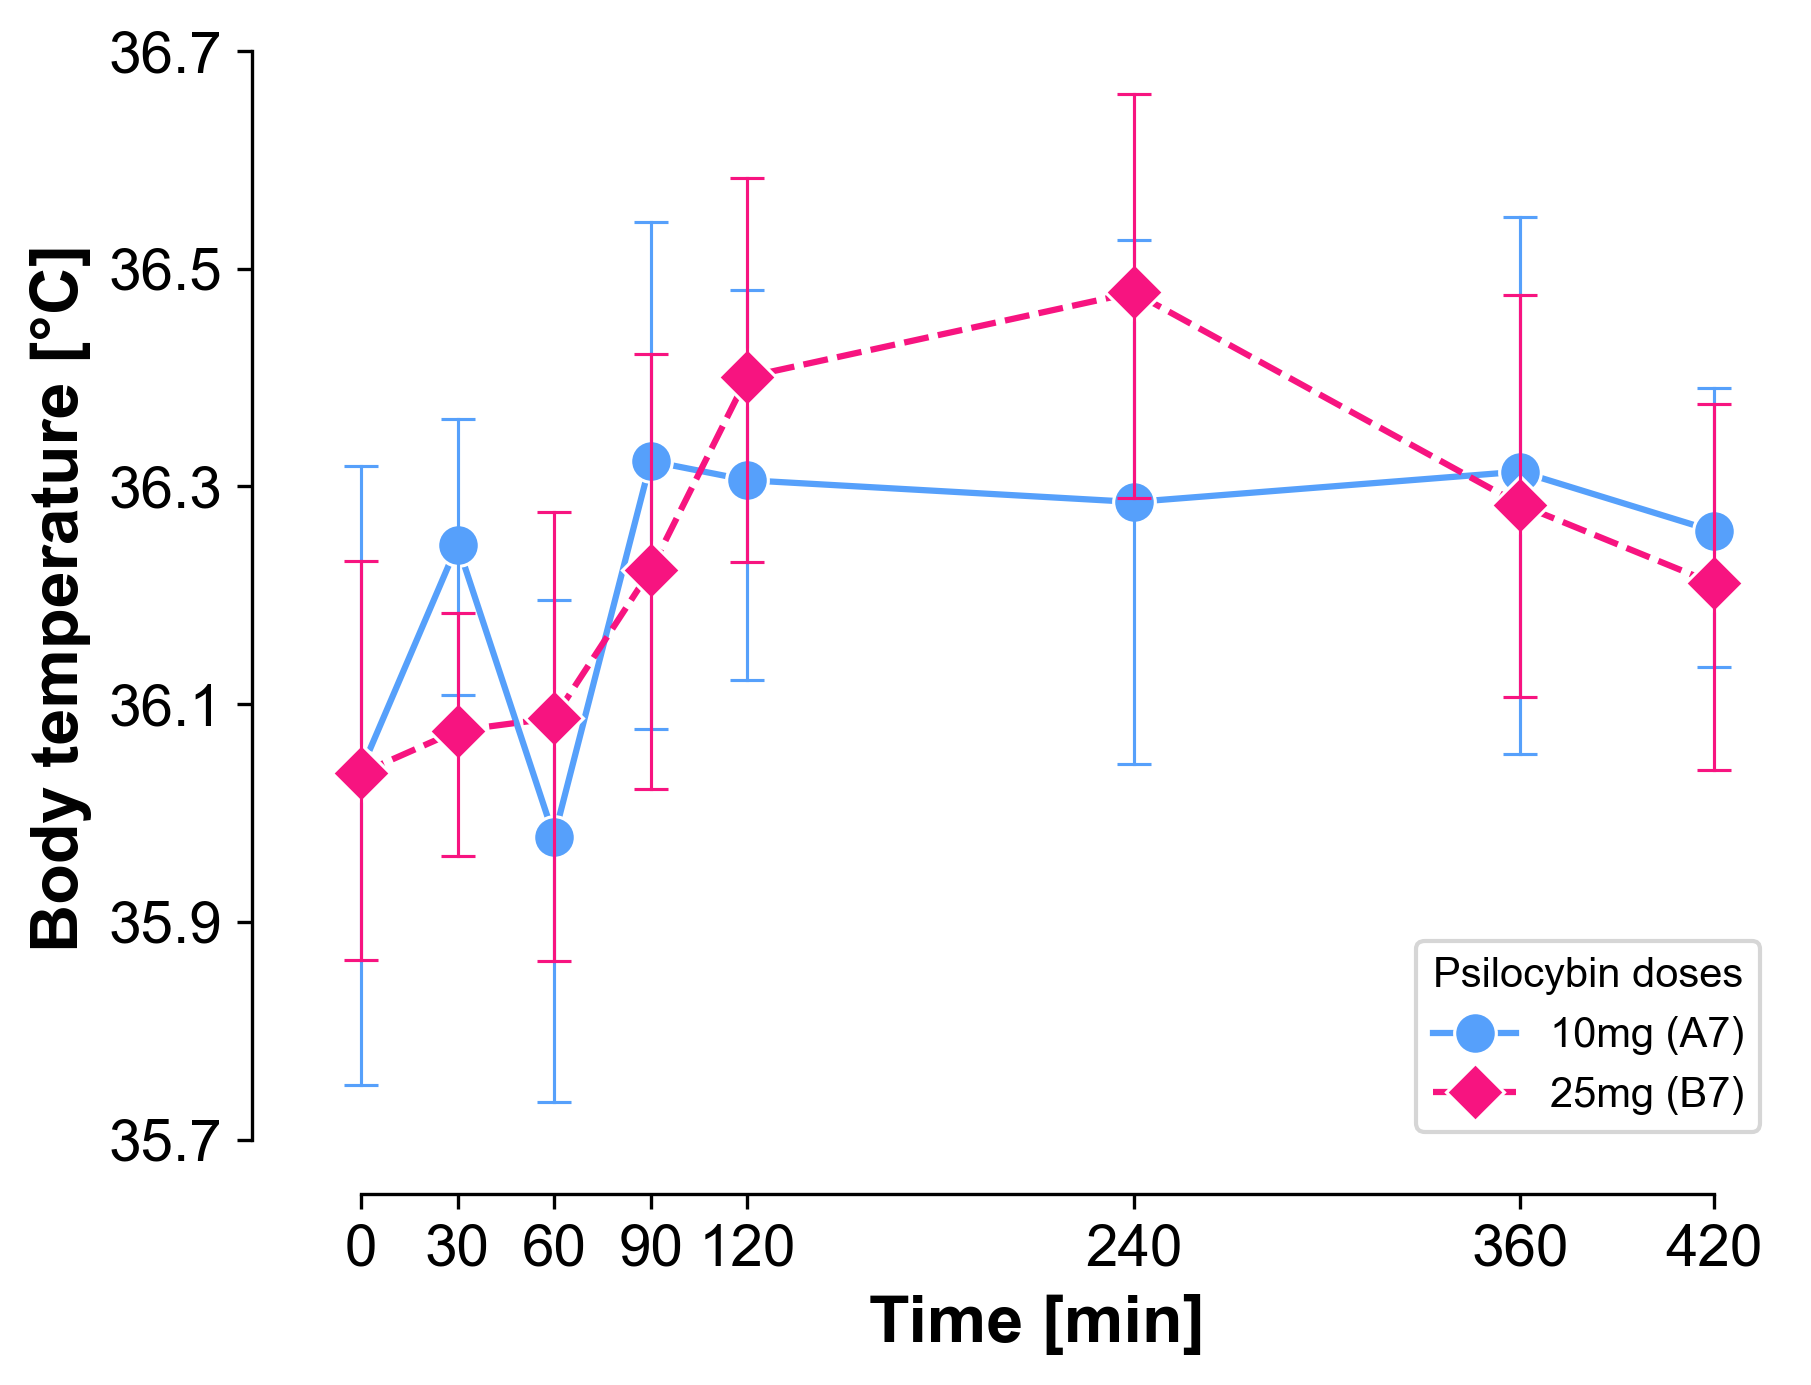 36.7
36.5
36.3
36.1
35.9
35.7
Body temperature [°C]
0 30 60 90 120 240 360 420
Time [min]
Psilocybin doses
10mg (A7)
25mg (B7)